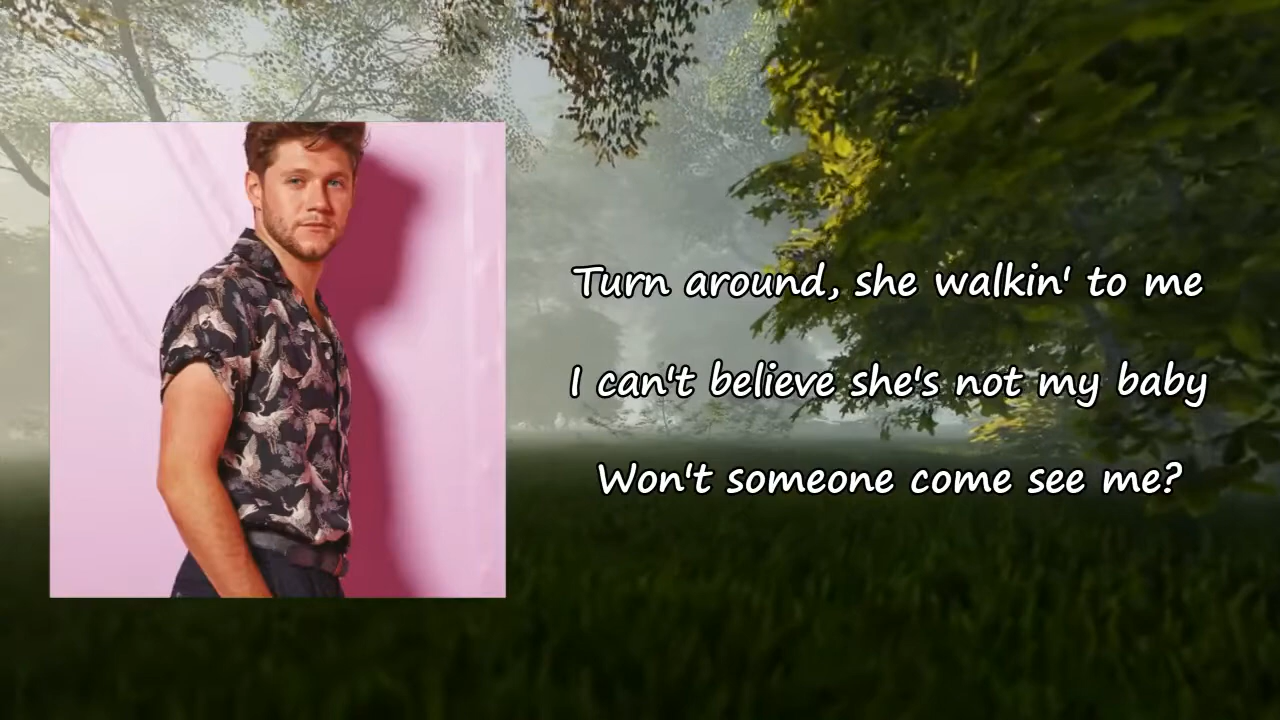 Turn around, she walkin' to me
I can't believe she's not my baby
Won't someone come see me?